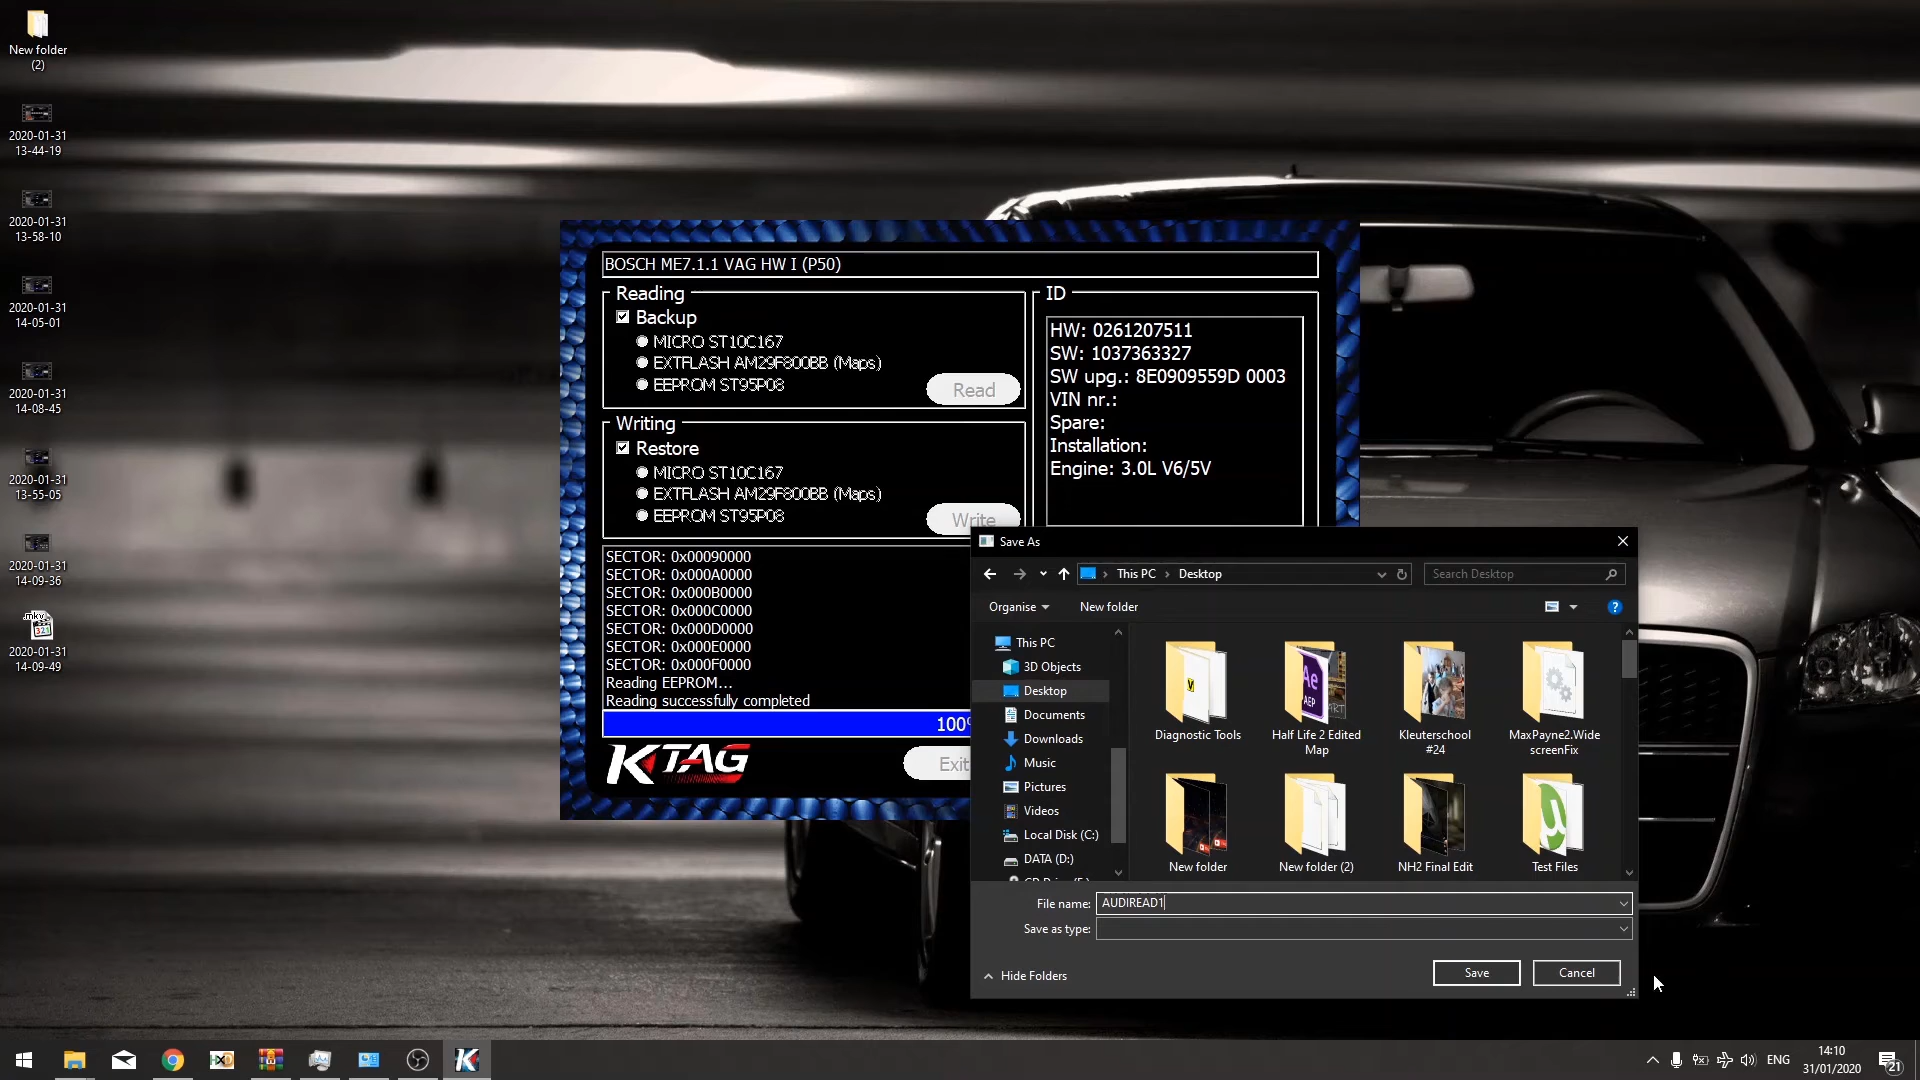 New folder
(2)
2020-01-31
13-44-19
2020-01-31
13-58-10
2020-01-31
14-05-01
2020-01-31
14-08-45
2020-01-31
13-55-05
2020-01-31
14-09-36
.mkv
321
2020-01-31
14-09-49
BOSCH ME7.1.1 VAG HW I (P50)
Reading
Backup
MICRO ST10C167
EXTFLASH AM29F800BB (Maps)
EEPROM ST95P08
Read
Writing
Restore
MICRO ST10C167
EXTFLASH AM29F800BB (Maps)
EEPROM ST95P08
Write
ID
HW: 0261207511
SW: 1037363327
SW upg.: 8E0909559D 0003
VIN nr.:
Spare:
Installation:
Engine: 3.0L V6/5V
SECTOR: 0x00090000
SECTOR: 0x000A0000
SECTOR: 0x000B0000
SECTOR: 0x000C0000
SECTOR: 0x000D0000
SECTOR: 0x000E0000
SECTOR: 0x000F0000
Reading EEPROM...
Reading successfully completed
100
KTAG
Exit
Save As
This PC
Desktop
Search Desktop
Organise
New folder
This PC
3D Objects
Desktop
Documents
Downloads
Music
Pictures
Videos
Local Disk (C:)
DATA (D:)
Diagnostic Tools
Ae
AEP
Half Life 2 Edited
Map
Kleuterschool
#24
MaxPayne2.Wide
screenFix
New folder
New folder (2)
NH2 Final Edit
Test Files
File name:
AUDIREAD1
Save as type:
Hide Folders
Save
Cancel
ENG
14:10
31/01/2020
21